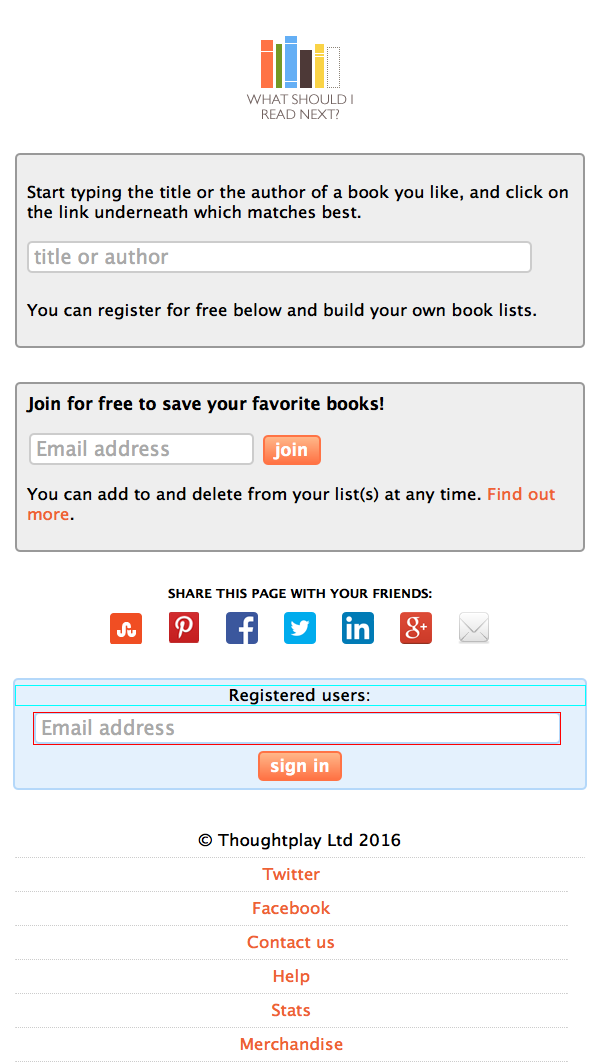 WHAT SHOULD I
READ NEXT?
Start typing the title or the author of a book you like, and click on
the link underneath which matches best.
title or author
You can register for free below and build your own book lists.
Join for free to save your favorite books!
Email address
join
You can add to and delete from your list(s) at any time. Find out
more.
SHARE THIS PAGE WITH YOUR FRIENDS:
Registered users:
Email address
sign in
© Thoughtplay Ltd 2016
Twitter
Facebook
Contact us
Help
Stats
Merchandise